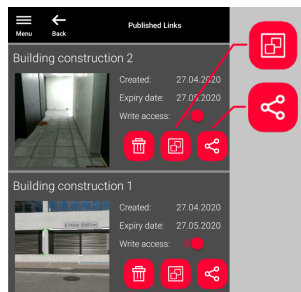 Menu
Back
Published Links
Building construction 2
Created: 27.04.2020
Expiry date: 27.05.2020
Write access:
Building construction 1
Created: 27.04.2020
Expiry date: 27.05.2020
Write access: